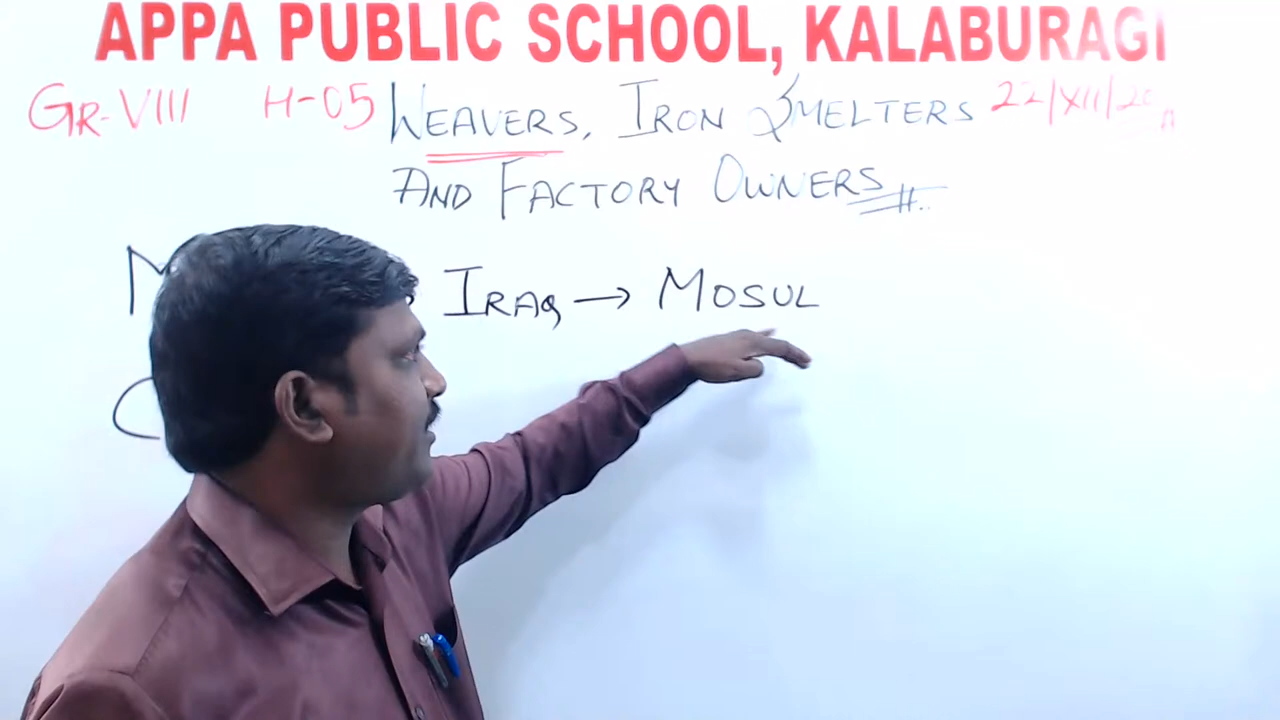 APPA PUBLIC SCHOOL, KALABURAGI
GR-VIII H-05 WEAVERS, IRON SMELTERS 22/XII/20
AND FACTORY OWNERS
IRAQ → MOSUL